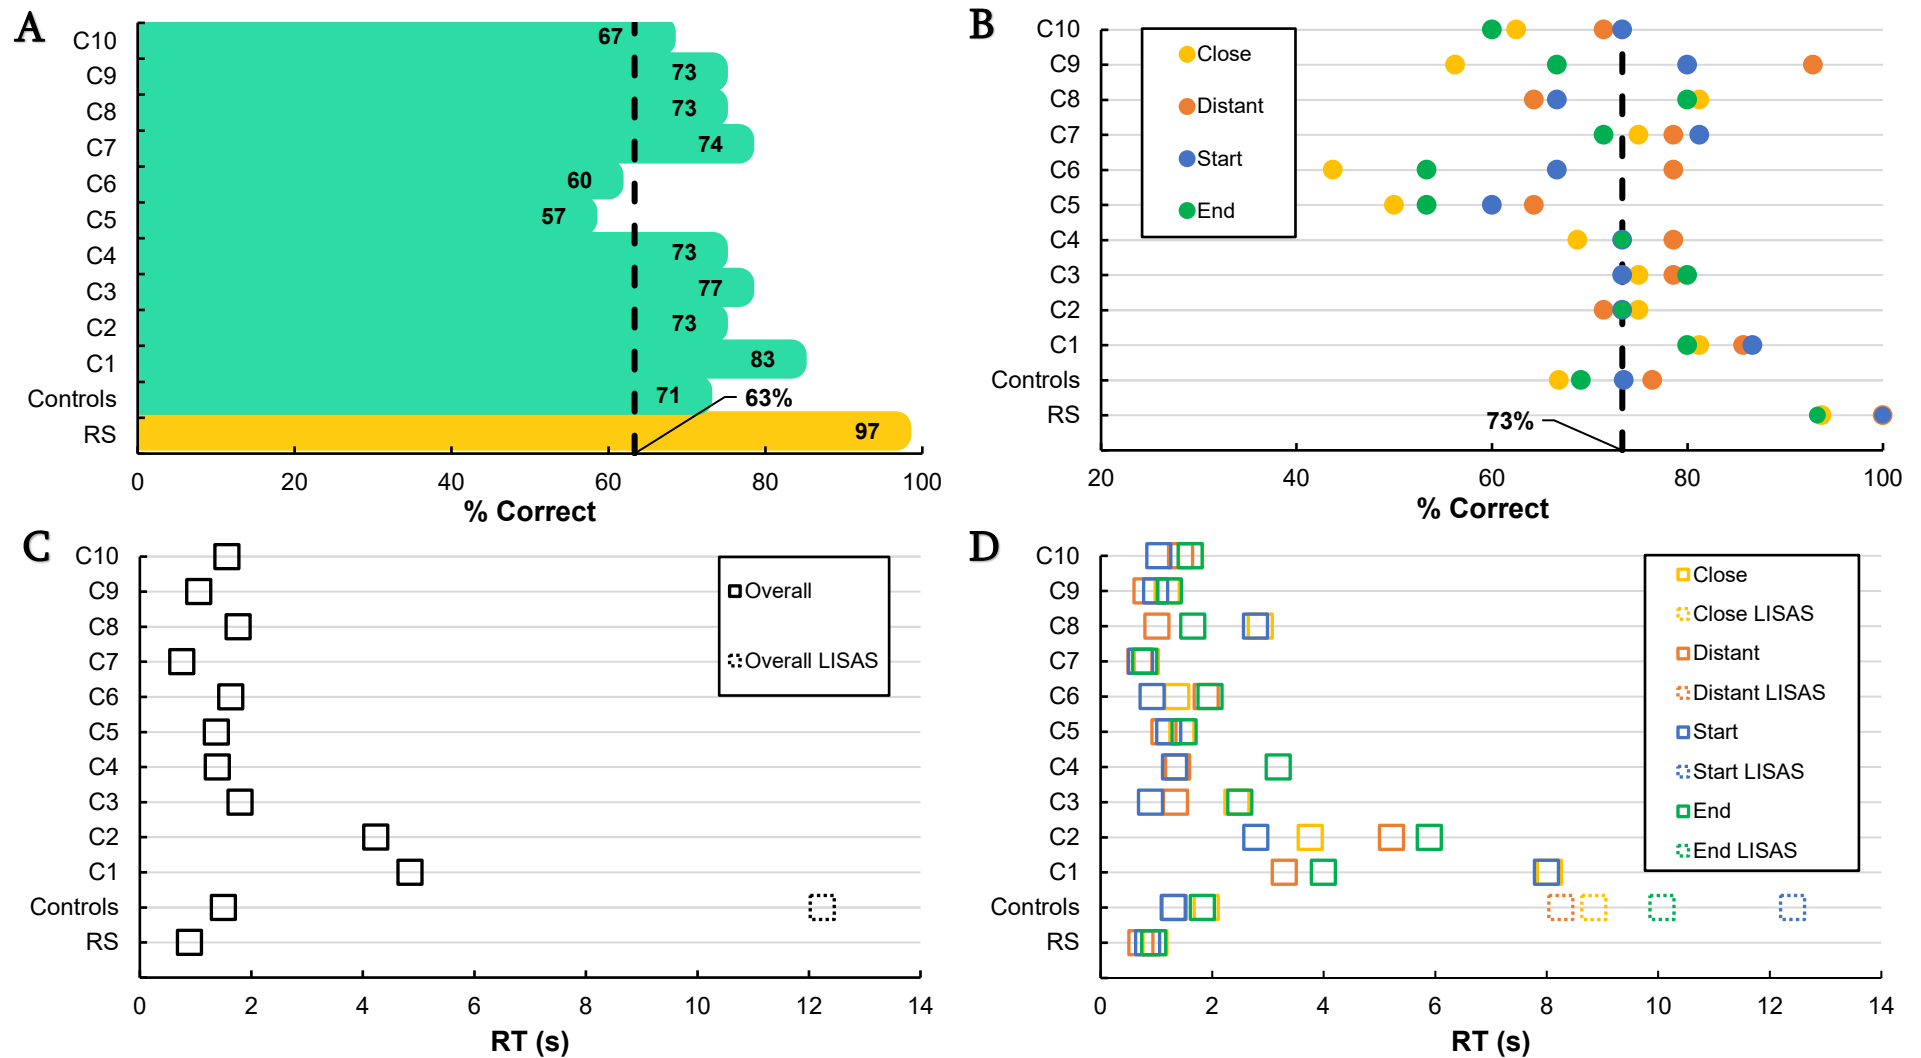 A
C10
67
C9
73
C8
73
C7
74
C6
60
C5
57
C4
73
C3
77
C2
73
C1
83
Controls
71
63%
RS
97
0 20 40 60 80 100
% Correct
B
C10
C9
C8
C7
C6
C5
C4
C3
C2
C1
Controls
RS
Close
Distant
Start
End
73%
20 40 60 80 100
% Correct
C
C10
C9
C8
C7
C6
C5
C4
C3
C2
C1
Controls
RS
Overall
Overall LISAS
0 2 4 6 8 10 12 14
RT (s)
D
C10
C9
C8
C7
C6
C5
C4
C3
C2
C1
Controls
RS
Close
Close LISAS
Distant
Distant LISAS
Start
Start LISAS
End
End LISAS
0 2 4 6 8 10 12 14
RT (s)